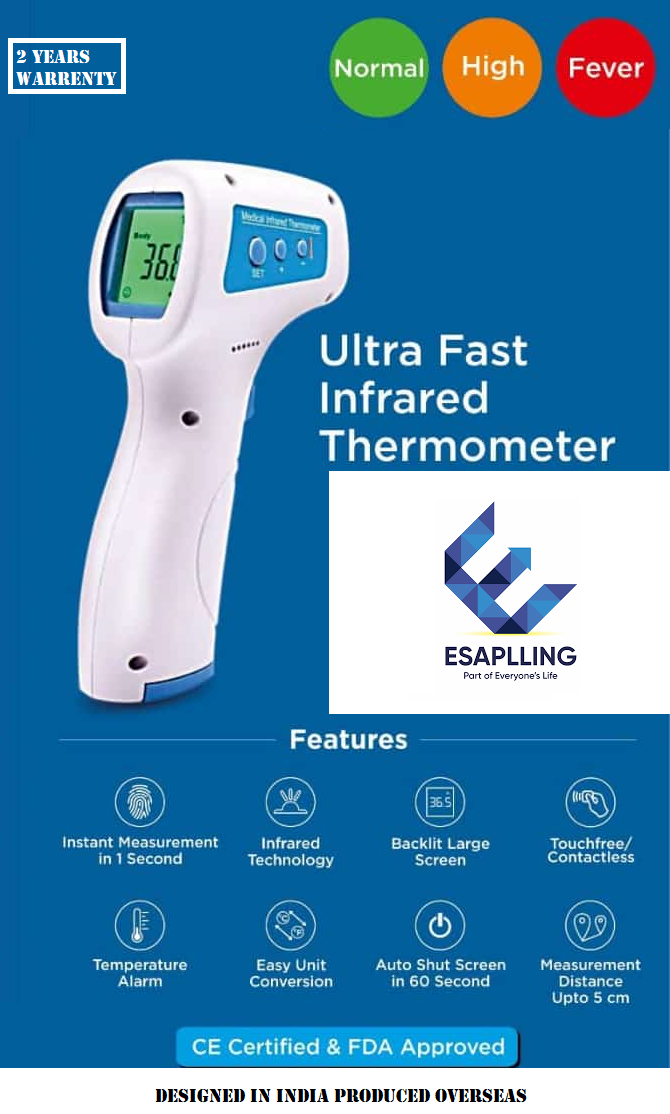 2 YEARS
WARRENTY
Normal
High
Fever
Medical Infrared Thermometer
Body
SET
+
-
Ultra Fast
Infrared
Thermometer
ESAPLLING
Part of Everyone's Life
Features
Instant Measurement
in 1 Second
Infrared
Technology
36.5
Backlit Large
Screen
Touchfree/
Contactless
Temperature
Alarm
°C
°F
Easy Unit
Conversion
Auto Shut Screen
in 60 Second
Measurement
Distance
Upto 5 cm
CE Certified & FDA Approved
DESIGNED IN INDIA PRODUCED OVERSEAS